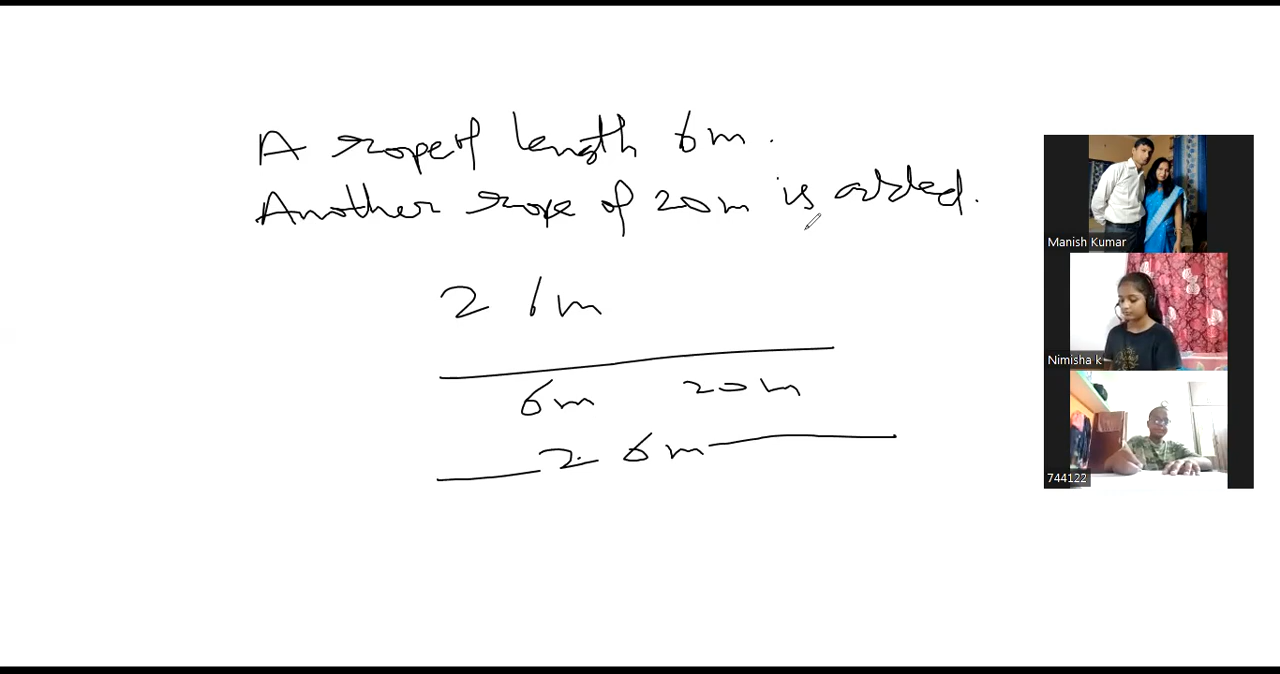 A rope of length 6m.
Another rope of 20m is added.
26m
6m 20m
26m
Manish Kumar
Nimisha k
744122